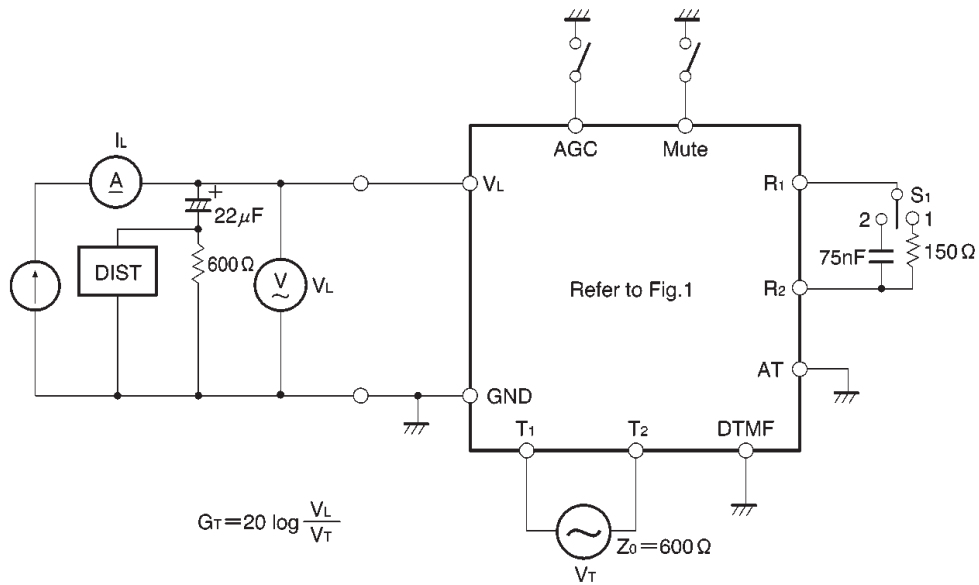 AGC
Mute
IL
A
VL
R1
S1
2
1
22μF
75nF
150Ω
DIST
600Ω
V
VL
Refer to Fig.1
R2
AT
GND
T1
T2
DTMF
GT=20 log VL/VT
Z0=600Ω
VT